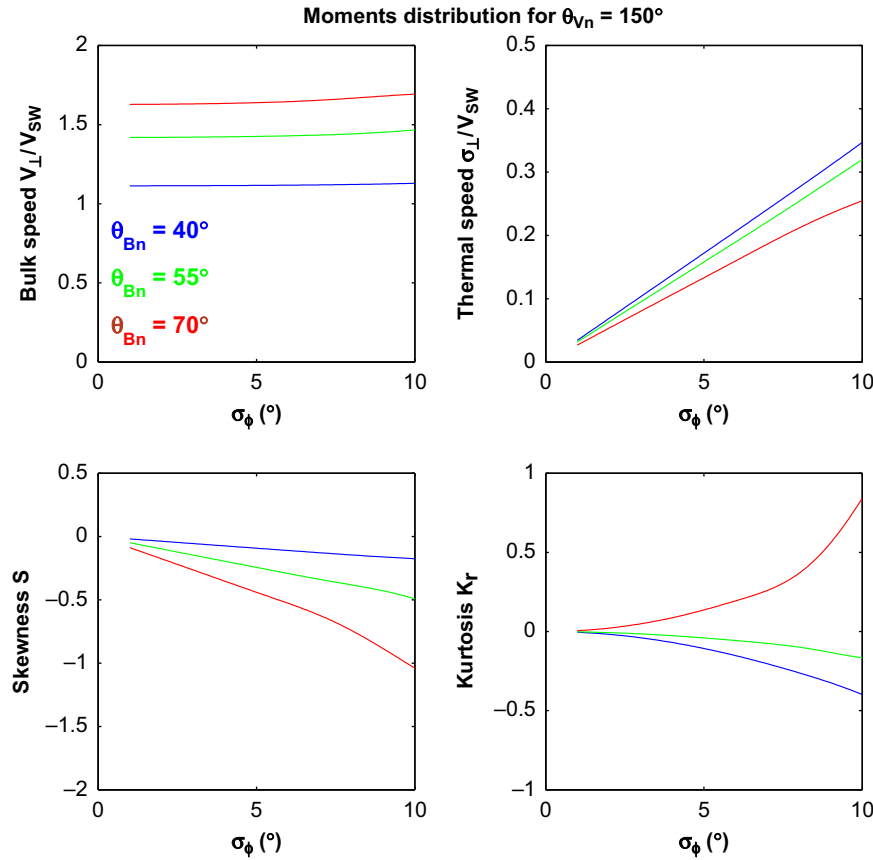 Moments distribution for θVn = 150°
Bulk speed V⊥/VSW
2
1.5
1
0.5
0
0
5
10
σϕ (°)
θBn = 40°
θBn = 55°
θBn = 70°
Thermal speed σ⊥/VSW
0.5
0.4
0.3
0.2
0.1
0
0
5
10
σϕ (°)
Skewness S
0.5
0
−0.5
−1
−1.5
−2
0
5
10
σϕ (°)
Kurtosis Kr
1
0.5
0
−0.5
−1
0
5
10
σϕ (°)